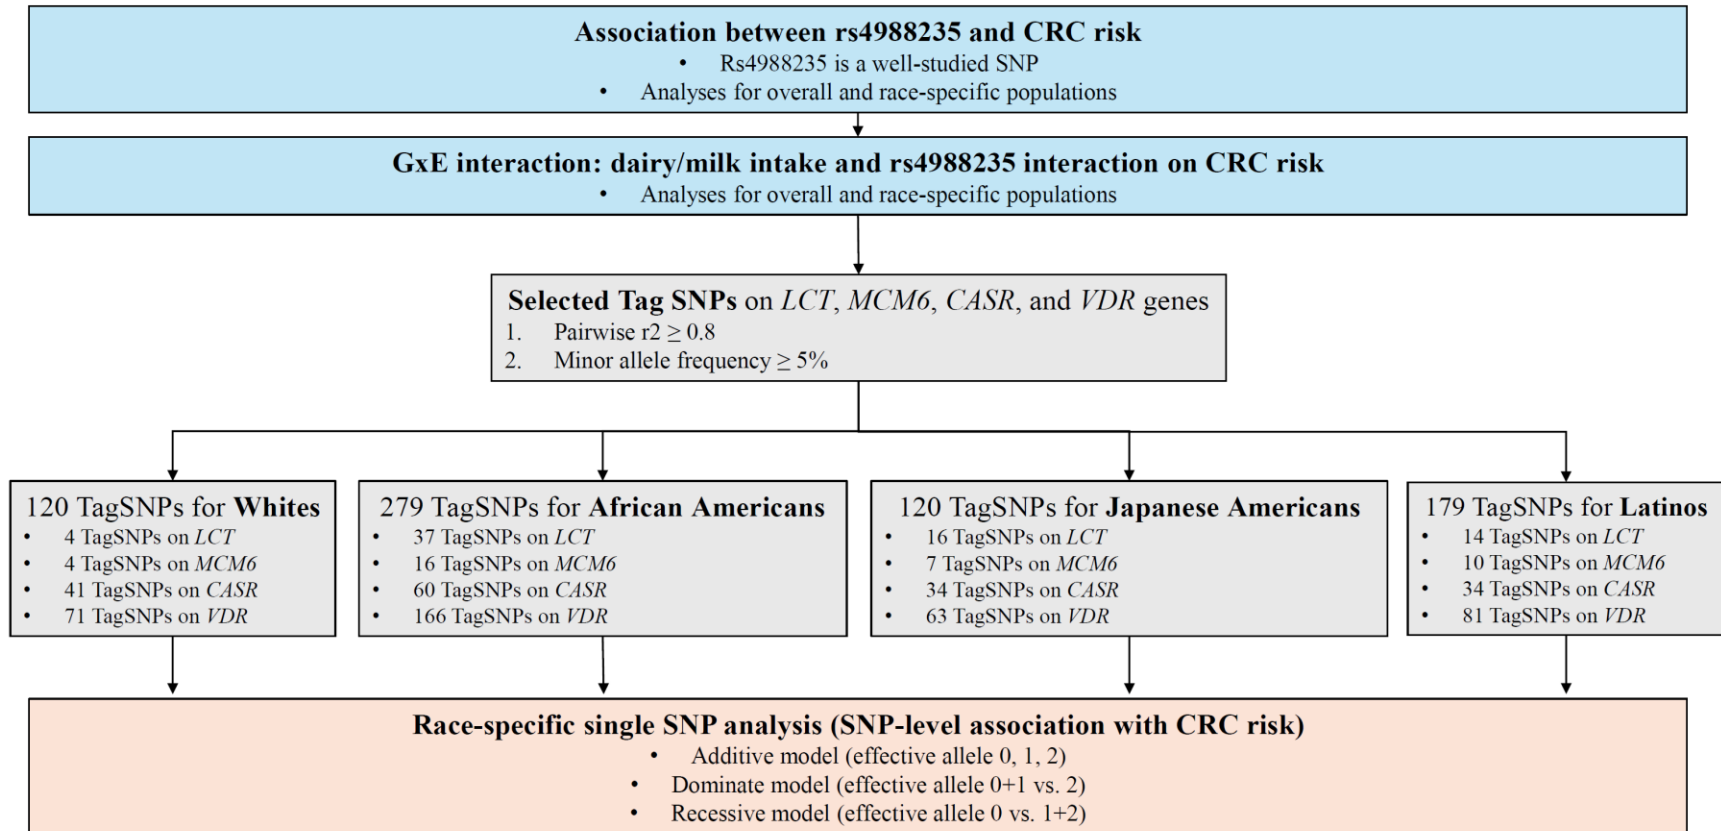 Association between rs4988235 and CRC risk
• Rs4988235 is a well-studied SNP
• Analyses for overall and race-specific populations
GxE interaction: dairy/milk intake and rs4988235 interaction on CRC risk
• Analyses for overall and race-specific populations
Selected Tag SNPs on LCT, MCM6, CASR, and VDR genes
1. Pairwise r2 ≥ 0.8
2. Minor allele frequency ≥ 5%
120 TagSNPs for Whites
• 4 TagSNPs on LCT
• 4 TagSNPs on MCM6
• 41 TagSNPs on CASR
• 71 TagSNPs on VDR
279 TagSNPs for African Americans
• 37 TagSNPs on LCT
• 16 TagSNPs on MCM6
• 60 TagSNPs on CASR
• 166 TagSNPs on VDR
120 TagSNPs for Japanese Americans
• 16 TagSNPs on LCT
• 7 TagSNPs on MCM6
• 34 TagSNPs on CASR
• 63 TagSNPs on VDR
179 TagSNPs for Latinos
• 14 TagSNPs on LCT
• 10 TagSNPs on MCM6
• 34 TagSNPs on CASR
• 81 TagSNPs on VDR
Race-specific single SNP analysis (SNP-level association with CRC risk)
• Additive model (effective allele 0, 1, 2)
• Dominate model (effective allele 0+1 vs. 2)
• Recessive model (effective allele 0 vs. 1+2)